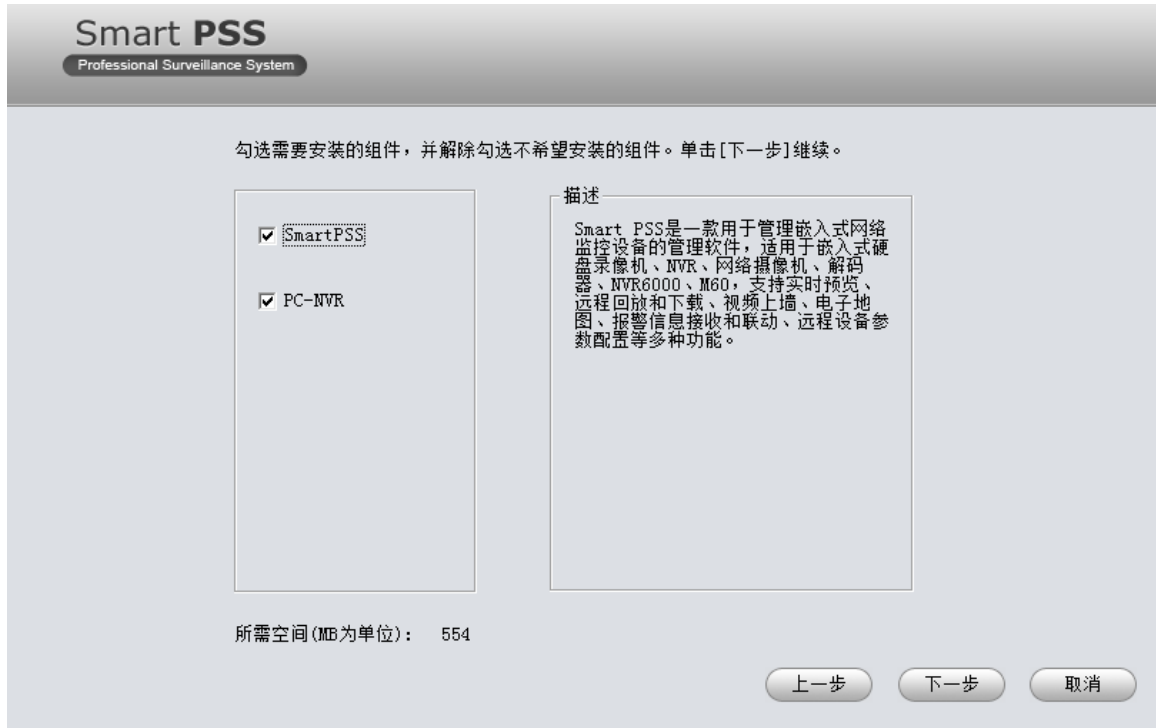 Smart PSS
Professional Surveillance System
勾选需要安装的组件，并解除勾选不希望安装的组件。单击[下一步]继续。
SmartPSS
PC-NVR
描述
Smart PSS是一款用于管理嵌入式网络
监控设备的管理软件，适用于嵌入式硬
盘录像机、NVR、网络摄像机、解码
器、NVR6000、M60，支持实时预览、
远程回放和下载、视频上墙、电子地
图、报警信息接收和联动、远程设备参
数配置等多种功能。
所需空间(MB为单位)： 554
上一步
下一步
取消